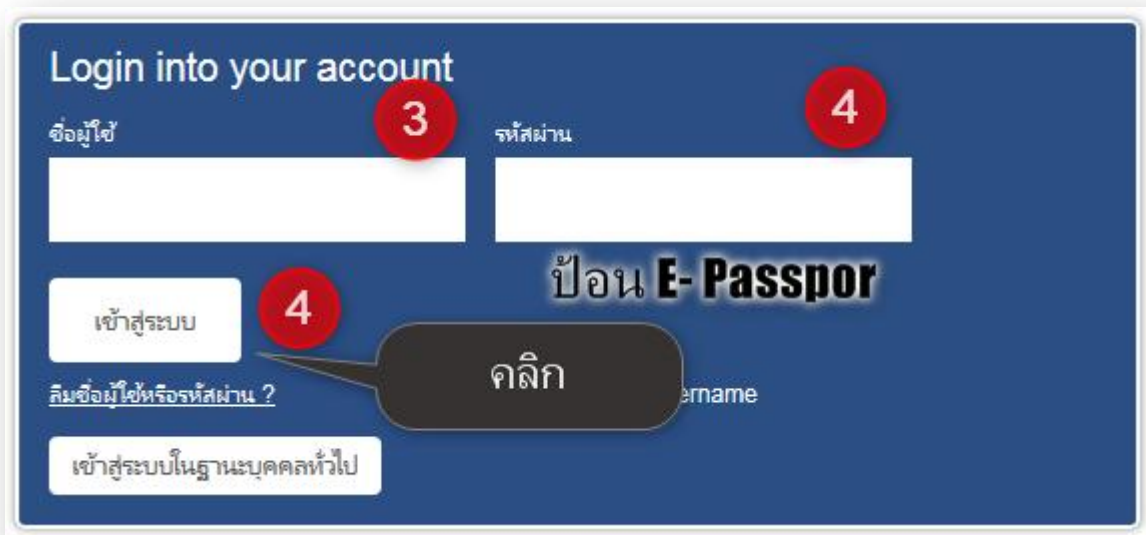 Login into your account
3
4
ชื่อผู้ใช้
รหัสผ่าน
ป้อน E- Passpor
เข้าสู่ระบบ
4
คลิก
ลืมชื่อผู้ใช้หรือรหัสผ่าน ?
ername
เข้าสู่ระบบในฐานะบุคคลทั่วไป